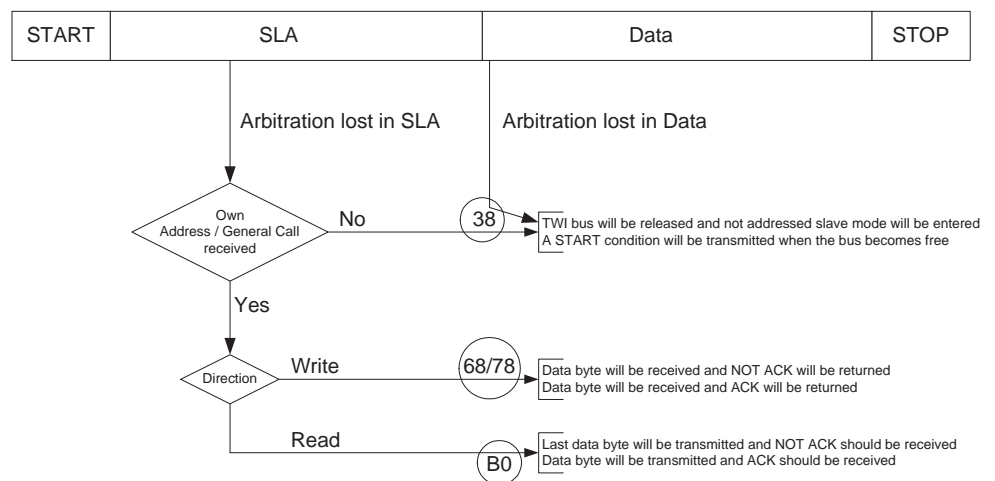 START SLA Data STOP
Arbitration lost in SLA Arbitration lost in Data
Own
Address / General Call
received
No
38
TWI bus will be released and not addressed slave mode will be entered
A START condition will be transmitted when the bus becomes free
Yes
Direction
Write
68/78
Data byte will be received and NOT ACK will be returned
Data byte will be received and ACK will be returned
Read
B0
Last data byte will be transmitted and NOT ACK should be received
Data byte will be transmitted and ACK should be received